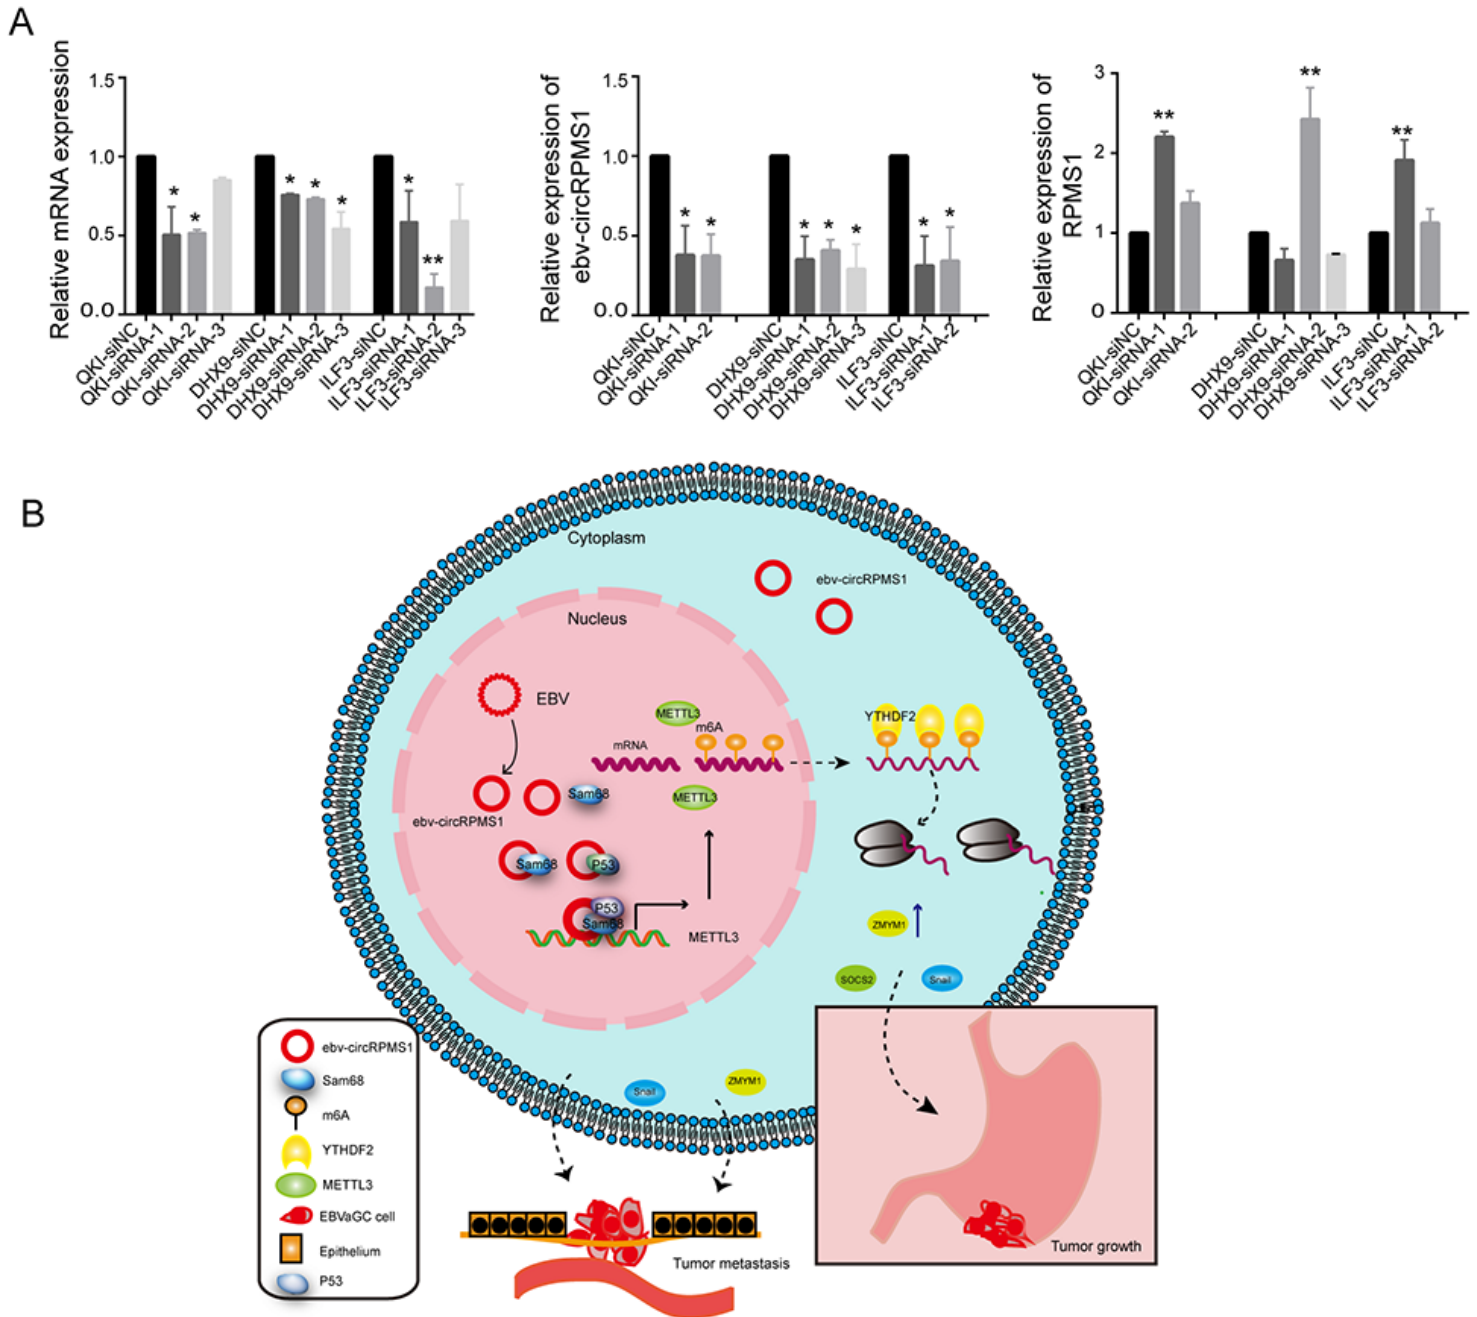 A
Relative mRNA expression
1.5
1.0
0.5
0.0
* * * * * * **
QKI-siNC
QKI-siRNA-1
QKI-siRNA-2
QKI-siRNA-3
DHX9-siNC
DHX9-siRNA-1
DHX9-siRNA-2
DHX9-siRNA-3
ILF3-siNC
ILF3-siRNA-1
ILF3-siRNA-2
ILF3-siRNA-3
Relative expression of
ebv-circRPMS1
1.5
1.0
0.5
0.0
* * * * * * *
QKI-siNC
QKI-siRNA-1
QKI-siRNA-2
DHX9-siNC
DHX9-siRNA-1
DHX9-siRNA-2
DHX9-siRNA-3
ILF3-siNC
ILF3-siRNA-1
ILF3-siRNA-2
Relative expression of
RPMS1
3
2
1
0
** ** **
QKI-siNC
QKI-siRNA-1
QKI-siRNA-2
DHX9-siNC
DHX9-siRNA-1
DHX9-siRNA-2
DHX9-siRNA-3
ILF3-siNC
ILF3-siRNA-1
ILF3-siRNA-2
B
Cytoplasm
ebv-circRPMS1
Nucleus
EBV
METTL3
m6A
mRNA
YTHDF2
METTL3
Sam68
ebv-circRPMS1
Sam68
P53
P53
Sam68
METTL3
ZMYM1
SOCS2
Snail
Snail
ZMYM1
ebv-circRPMS1
Sam68
m6A
YTHDF2
METTL3
EBVaGC cell
Epithelium
P53
Tumor metastasis
Tumor growth